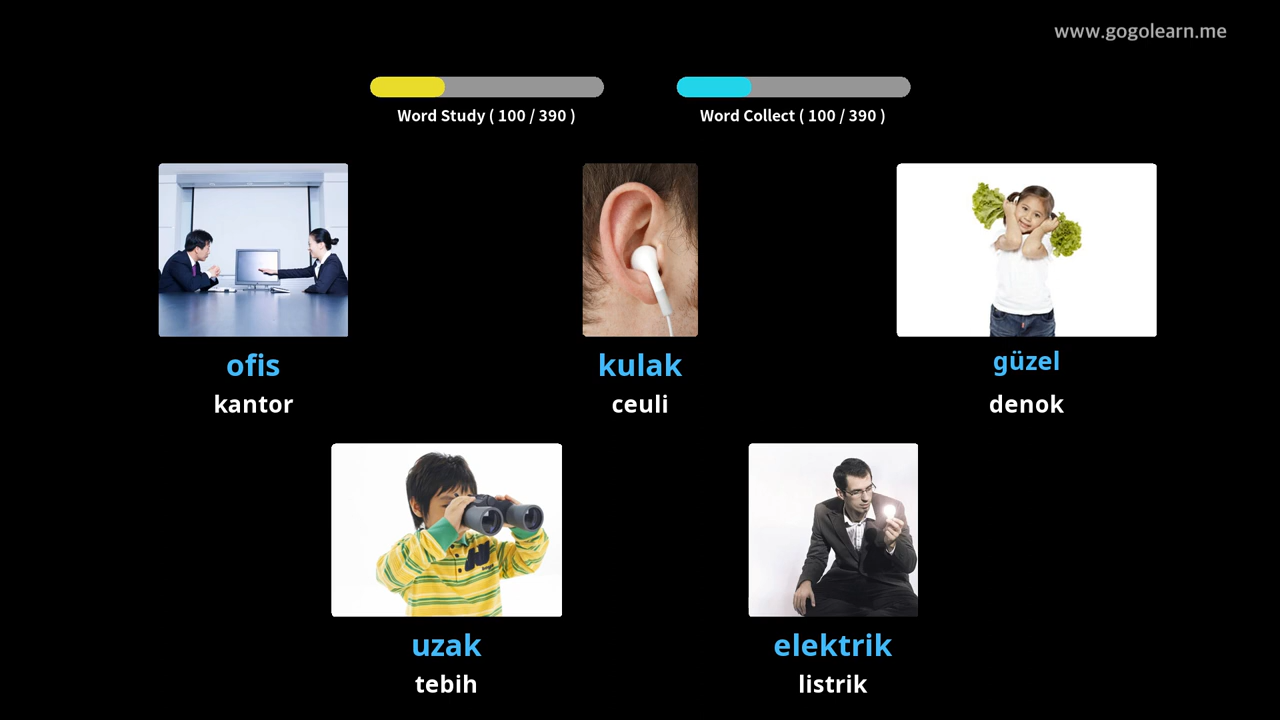 www.gogolearn.me
Word Study ( 100 / 390 )
Word Collect ( 100 / 390 )
ofis
kantor
kulak
ceuli
güzel
denok
uzak
tebih
elektrik
listrik